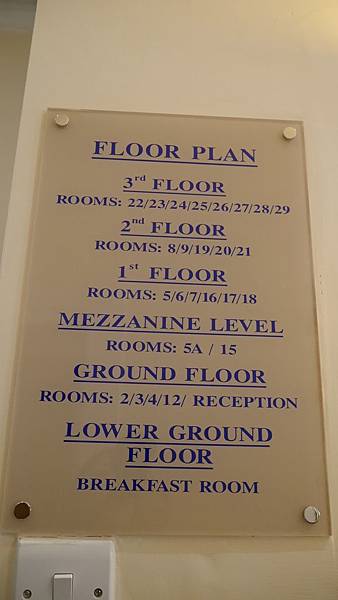 FLOOR PLAN
3rd FLOOR
ROOMS: 22/23/24/25/26/27/28/29
2nd FLOOR
ROOMS: 8/9/19/20/21
1st FLOOR
ROOMS: 5/6/7/16/17/18
MEZZANINE LEVEL
ROOMS: 5A / 15
GROUND FLOOR
ROOMS: 2/3/4/12/ RECEPTION
LOWER GROUND
FLOOR
BREAKFAST ROOM